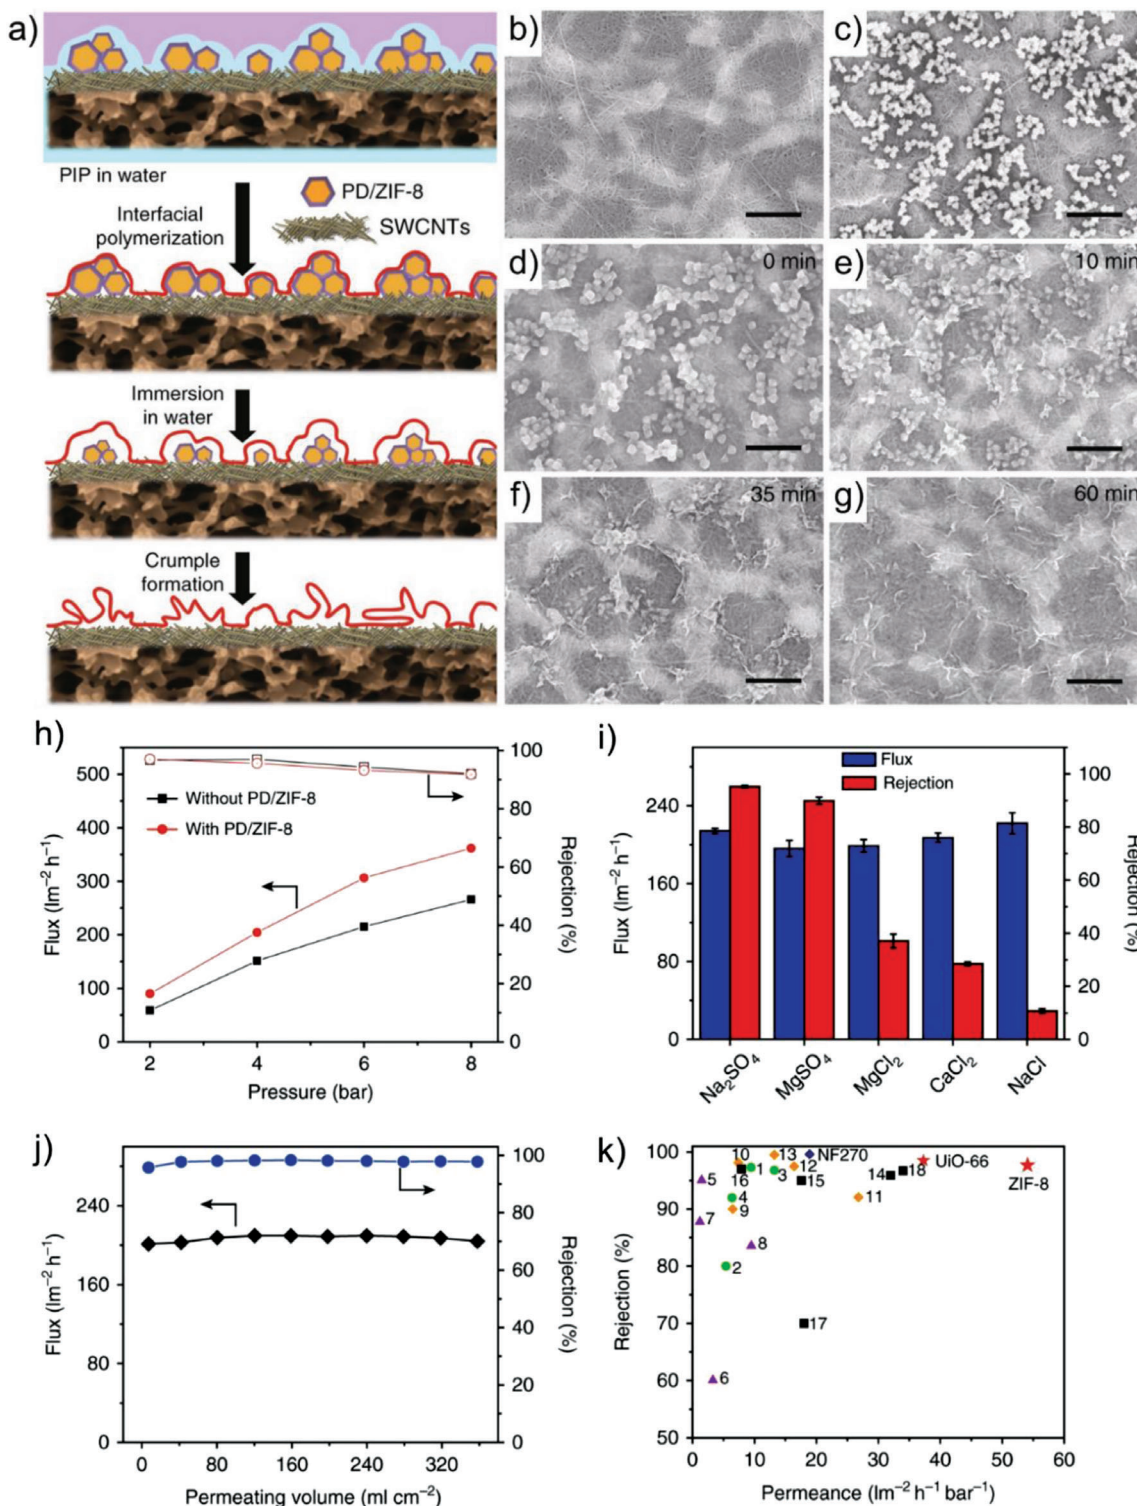 a)
PIP in water
Interfacial
polymerization
PD/ZIF-8
SWCNTs
Immersion
in water
Crumple
formation
b)
c)
d)
0 min
e)
10 min
f)
35 min
g)
60 min
h)
500
450
400
350
300
250
200
150
100
50
0
Flux (lm⁻² h⁻¹)
100
80
60
40
20
0
Rejection (%)
Without PD/ZIF-8
With PD/ZIF-8
2
4
6
8
Pressure (bar)
i)
240
160
80
0
Flux (lm⁻² h⁻¹)
Flux
Rejection
100
80
60
40
20
0
Rejection (%)
Na₂SO₄
MgSO₄
MgCl₂
CaCl₂
NaCl
j)
240
160
80
0
Flux (lm⁻² h⁻¹)
100
80
60
40
20
0
Rejection (%)
0
80
160
240
320
Permeating volume (ml cm⁻²)
k)
100
90
80
70
60
50
Rejection (%)
10
13
NF270
UiO-66
ZIF-8
16
1
3
12
15
14
18
5
4
9
11
7
8
2
17
6
0
10
20
30
40
50
60
Permeance (lm⁻² h⁻¹ bar⁻¹)